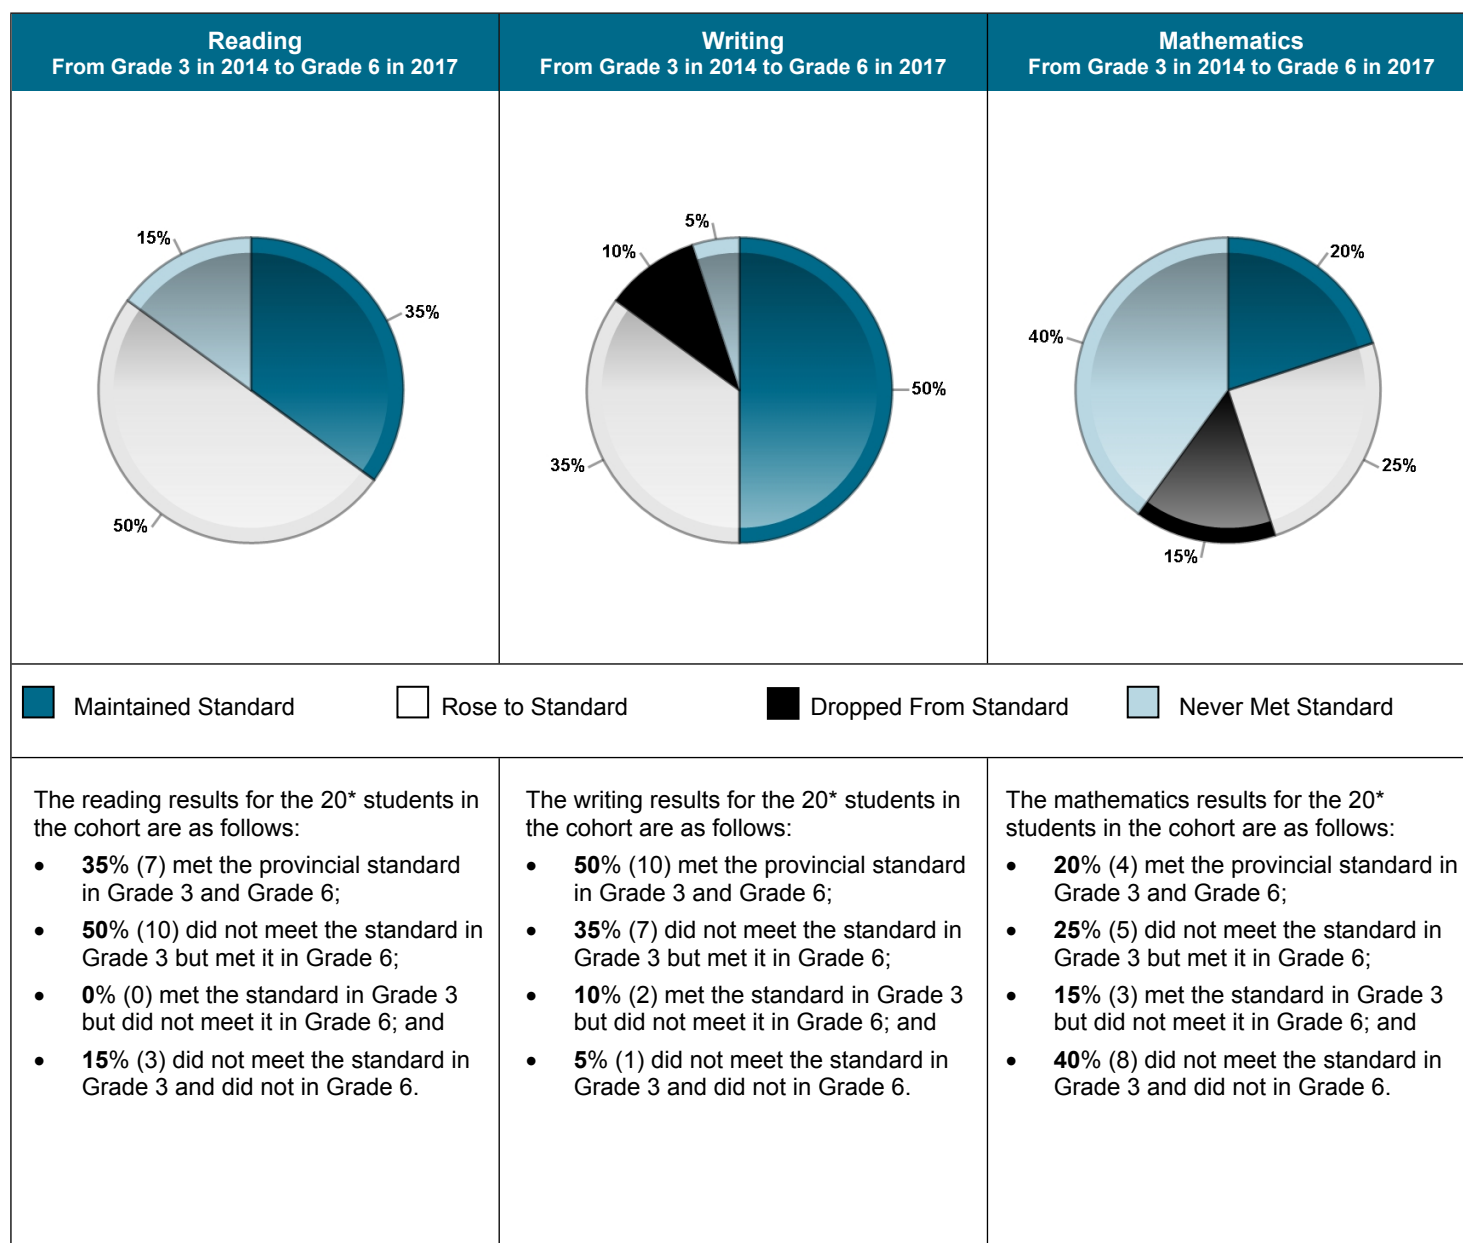 Reading
From Grade 3 in 2014 to Grade 6 in 2017
Writing
From Grade 3 in 2014 to Grade 6 in 2017
Mathematics
From Grade 3 in 2014 to Grade 6 in 2017
15%
35%
50%
5%
10%
50%
35%
20%
40%
25%
15%
Maintained Standard
Rose to Standard
Dropped From Standard
Never Met Standard
The reading results for the 20* students in
the cohort are as follows:
• 35% (7) met the provincial standard
in Grade 3 and Grade 6;
• 50% (10) did not meet the standard in
Grade 3 but met it in Grade 6;
• 0% (0) met the standard in Grade 3
but did not meet it in Grade 6; and
• 15% (3) did not meet the standard in
Grade 3 and did not in Grade 6.
The writing results for the 20* students in
the cohort are as follows:
• 50% (10) met the provincial standard
in Grade 3 and Grade 6;
• 35% (7) did not meet the standard in
Grade 3 but met it in Grade 6;
• 10% (2) met the standard in Grade 3
but did not meet it in Grade 6; and
• 5% (1) did not meet the standard in
Grade 3 and did not in Grade 6.
The mathematics results for the 20*
students in the cohort are as follows:
• 20% (4) met the provincial standard in
Grade 3 and Grade 6;
• 25% (5) did not meet the standard in
Grade 3 but met it in Grade 6;
• 15% (3) met the standard in Grade 3
but did not meet it in Grade 6; and
• 40% (8) did not meet the standard in
Grade 3 and did not in Grade 6.